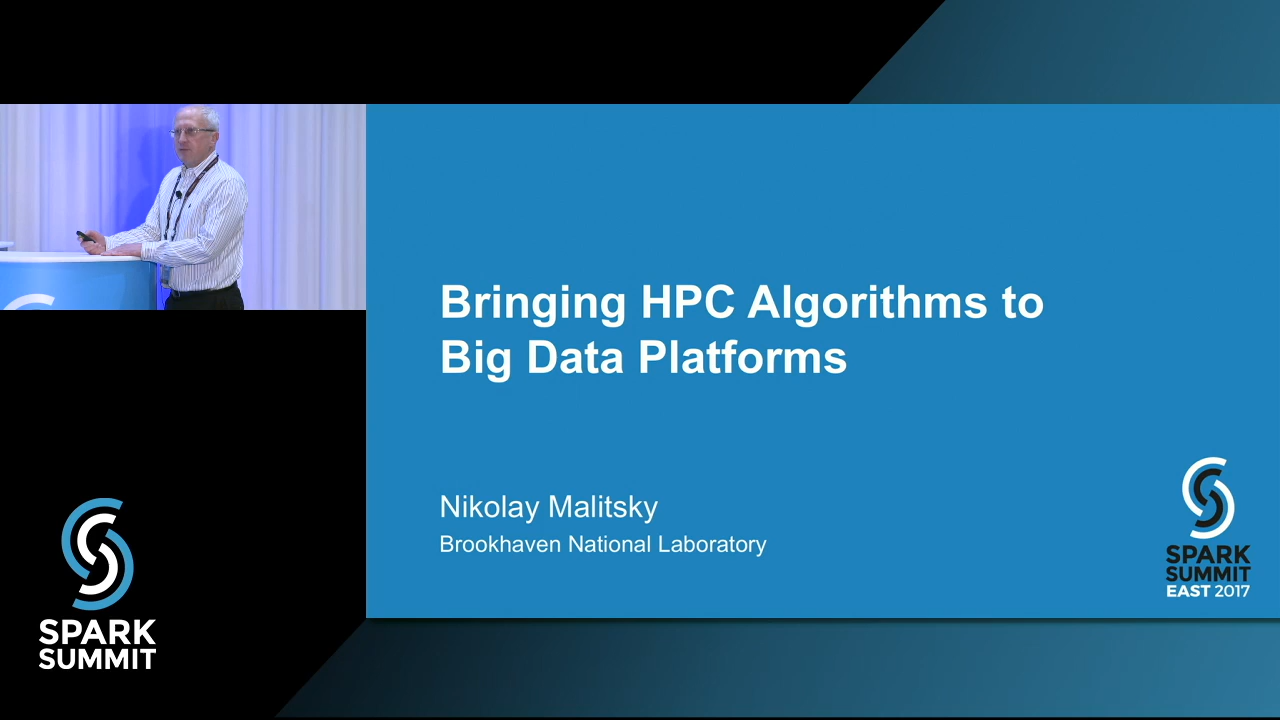 Bringing HPC Algorithms to
Big Data Platforms
Nikolay Malitsky
Brookhaven National Laboratory
SPARK
SUMMIT
EAST 2017
SPARK
SUMMIT